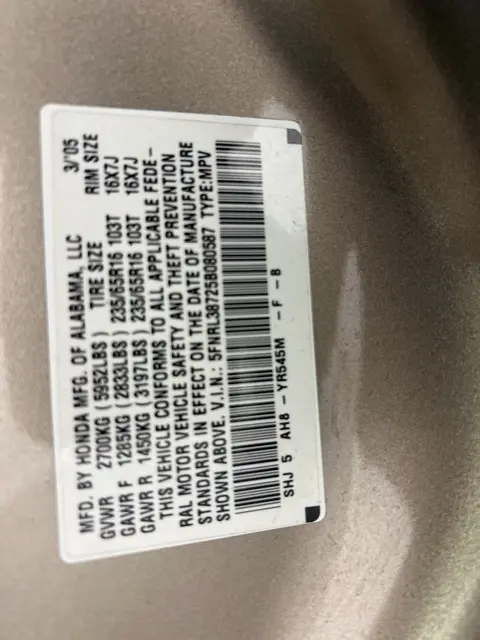 MFD. BY HONDA MFG. OF ALABAMA, LLC 3/'05
GVWR 2700KG (5952LBS) TIRE SIZE RIM SIZE
GAWR F 1285KG (2833LBS) 235/65R16 103T 16X7J
GAWR R 1450KG (3197LBS) 235/65R16 103T 16X7J
THIS VEHICLE CONFORMS TO ALL APPLICABLE FEDE-
RAL MOTOR VEHICLE SAFETY AND THEFT PREVENTION
STANDARDS IN EFFECT ON THE DATE OF MANUFACTURE
SHOWN ABOVE. V.I.N.: 5FNRL38725B080587 TYPE:MPV
SHJ 5 AH8 - YR545M - F - B